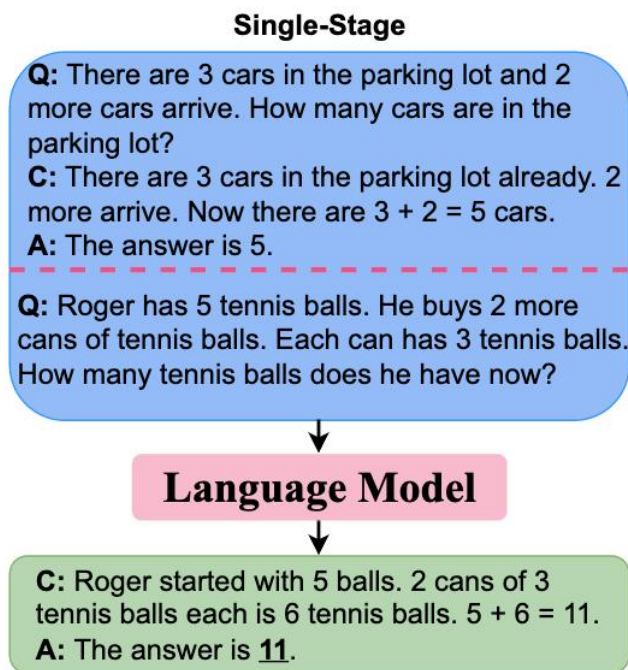 Single-Stage
Q: There are 3 cars in the parking lot and 2
more cars arrive. How many cars are in the
parking lot?
C: There are 3 cars in the parking lot already. 2
more arrive. Now there are 3 + 2 = 5 cars.
A: The answer is 5.
Q: Roger has 5 tennis balls. He buys 2 more
cans of tennis balls. Each can has 3 tennis balls.
How many tennis balls does he have now?
Language Model
C: Roger started with 5 balls. 2 cans of 3
tennis balls each is 6 tennis balls. 5 + 6 = 11.
A: The answer is 11.